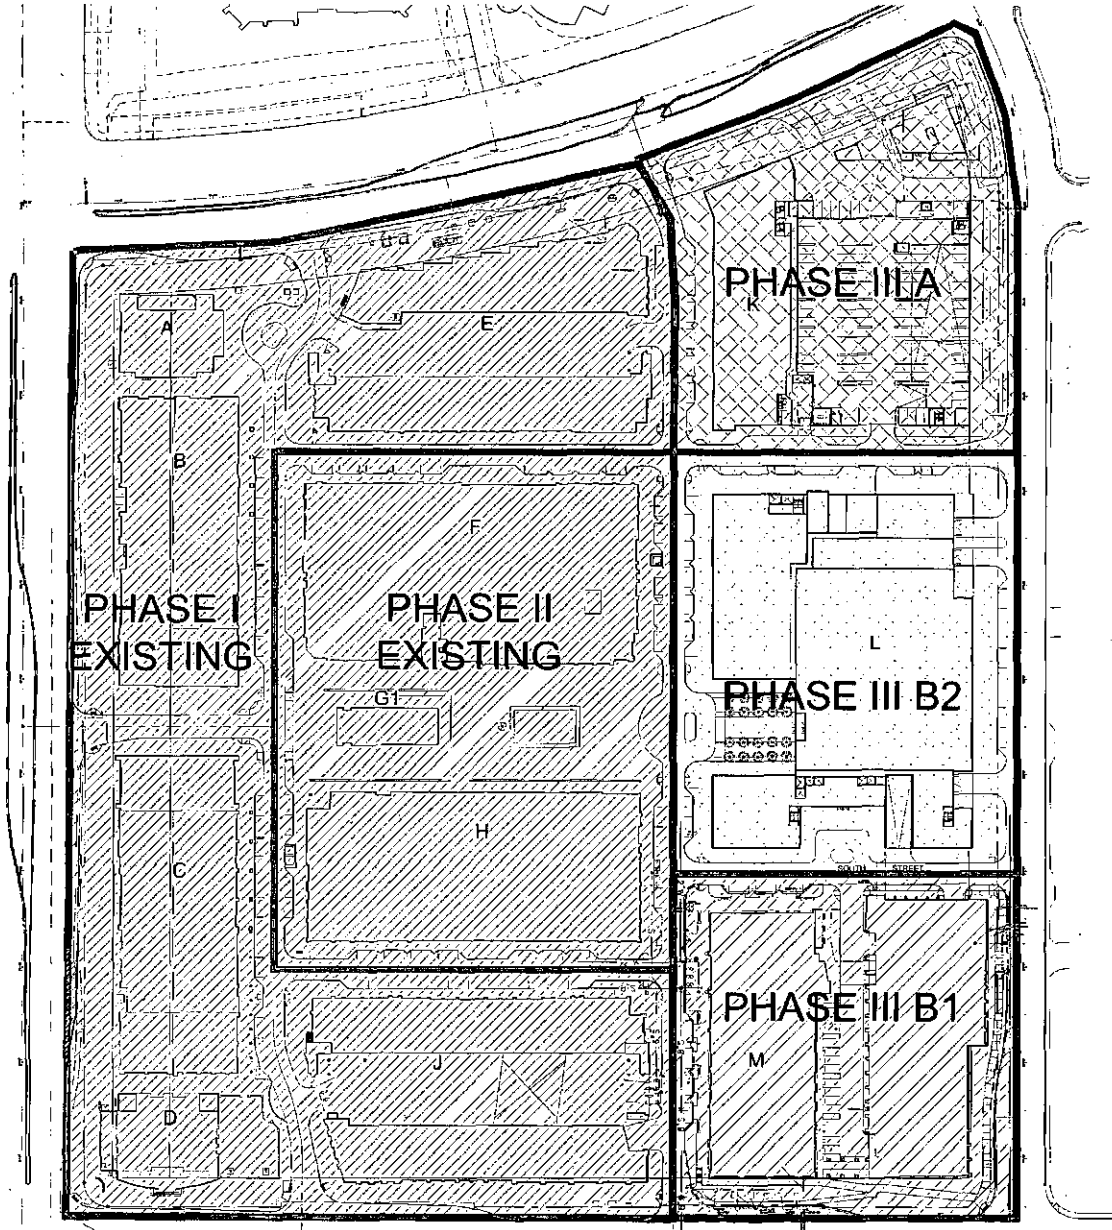 PHASE III A
K
A
E
B
F
PHASE I
EXISTING
PHASE II
EXISTING
L
G1
PHASE III B2
H
C
SOUTH STREET
PHASE III B1
M
J
D